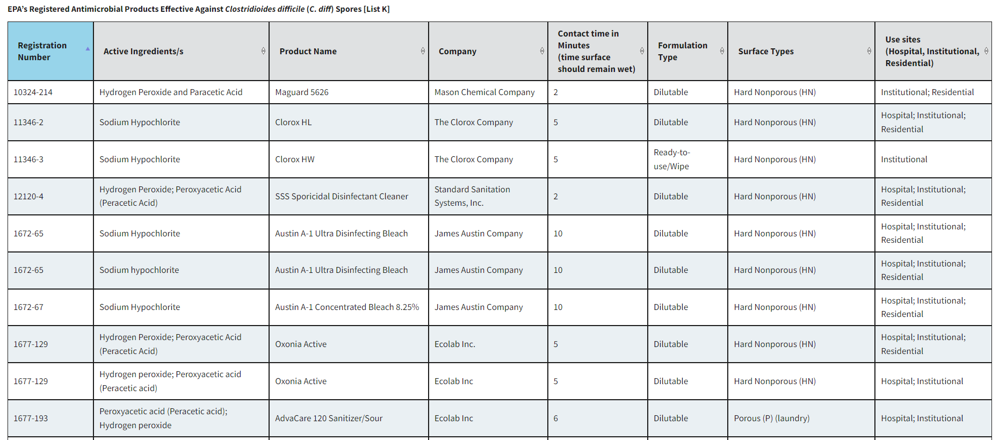 EPA's Registered Antimicrobial Products Effective Against Clostridioides difficile (C. diff) Spores [List K]
Registration
Number
Active Ingredients/s
Product Name
Company
Contact time in
Minutes
(time surface
should remain wet)
Formulation
Type
Surface Types
Use sites
(Hospital, Institutional,
Residential)
10324-214
Hydrogen Peroxide and Paracetic Acid
Maguard 5626
Mason Chemical Company
2
Dilutable
Hard Nonporous (HN)
Institutional; Residential
11346-2
Sodium Hypochlorite
Clorox HL
The Clorox Company
5
Dilutable
Hard Nonporous (HN)
Hospital; Institutional;
Residential
11346-3
Sodium Hypochlorite
Clorox HW
The Clorox Company
5
Ready-to-
use/Wipe
Hard Nonporous (HN)
Institutional
12120-4
Hydrogen Peroxide; Peroxyacetic Acid
(Peracetic Acid)
SSS Sporicidal Disinfectant Cleaner
Standard Sanitation
Systems, Inc.
2
Dilutable
Hard Nonporous (HN)
Hospital; Institutional;
Residential
1672-65
Sodium Hypochlorite
Austin A-1 Ultra Disinfecting Bleach
James Austin Company
10
Dilutable
Hard Nonporous (HN)
Hospital; Institutional;
Residential
1672-65
Sodium hypochlorite
Austin A-1 Ultra Disinfecting Bleach
James Austin Company
10
Dilutable
Hard Nonporous (HN)
Hospital; Institutional;
Residential
1672-67
Sodium Hypochlorite
Austin A-1 Concentrated Bleach 8.25%
James Austin Company
10
Dilutable
Hard Nonporous (HN)
Hospital; Institutional;
Residential
1677-129
Hydrogen Peroxide; Peroxyacetic Acid
(Peracetic Acid)
Oxonia Active
Ecolab Inc.
5
Dilutable
Hard Nonporous (HN)
Hospital; Institutional;
Residential
1677-129
Hydrogen peroxide; Peroxyacetic acid
(Peracetic acid)
Oxonia Active
Ecolab Inc
5
Dilutable
Hard Nonporous (HN)
Hospital; Institutional
1677-193
Peroxyacetic acid (Peracetic acid);
Hydrogen peroxide
AdvaCare 120 Sanitizer/Sour
Ecolab Inc
6
Dilutable
Porous (P) (laundry)
Hospital; Institutional